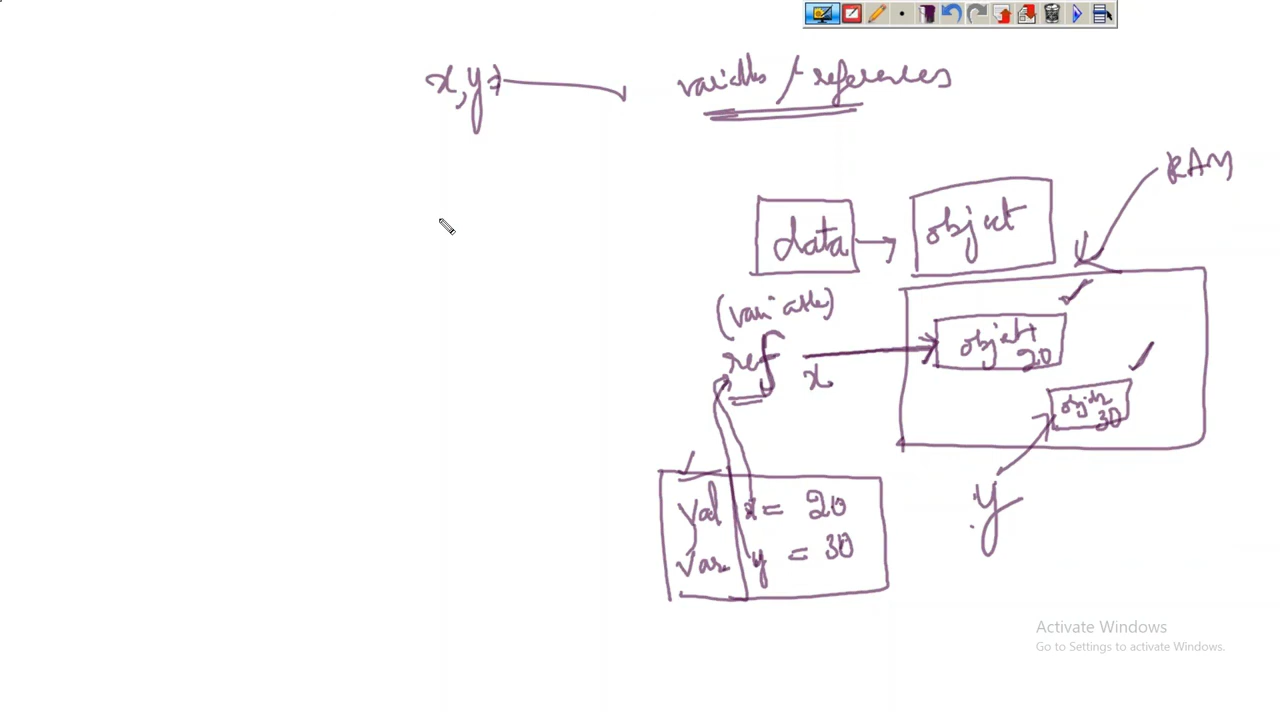 x, y → variables / references
RAM
data → object
(variable)
ref x
object 20
object 30
y
val x = 20
var y = 30
Activate Windows
Go to Settings to activate Windows.